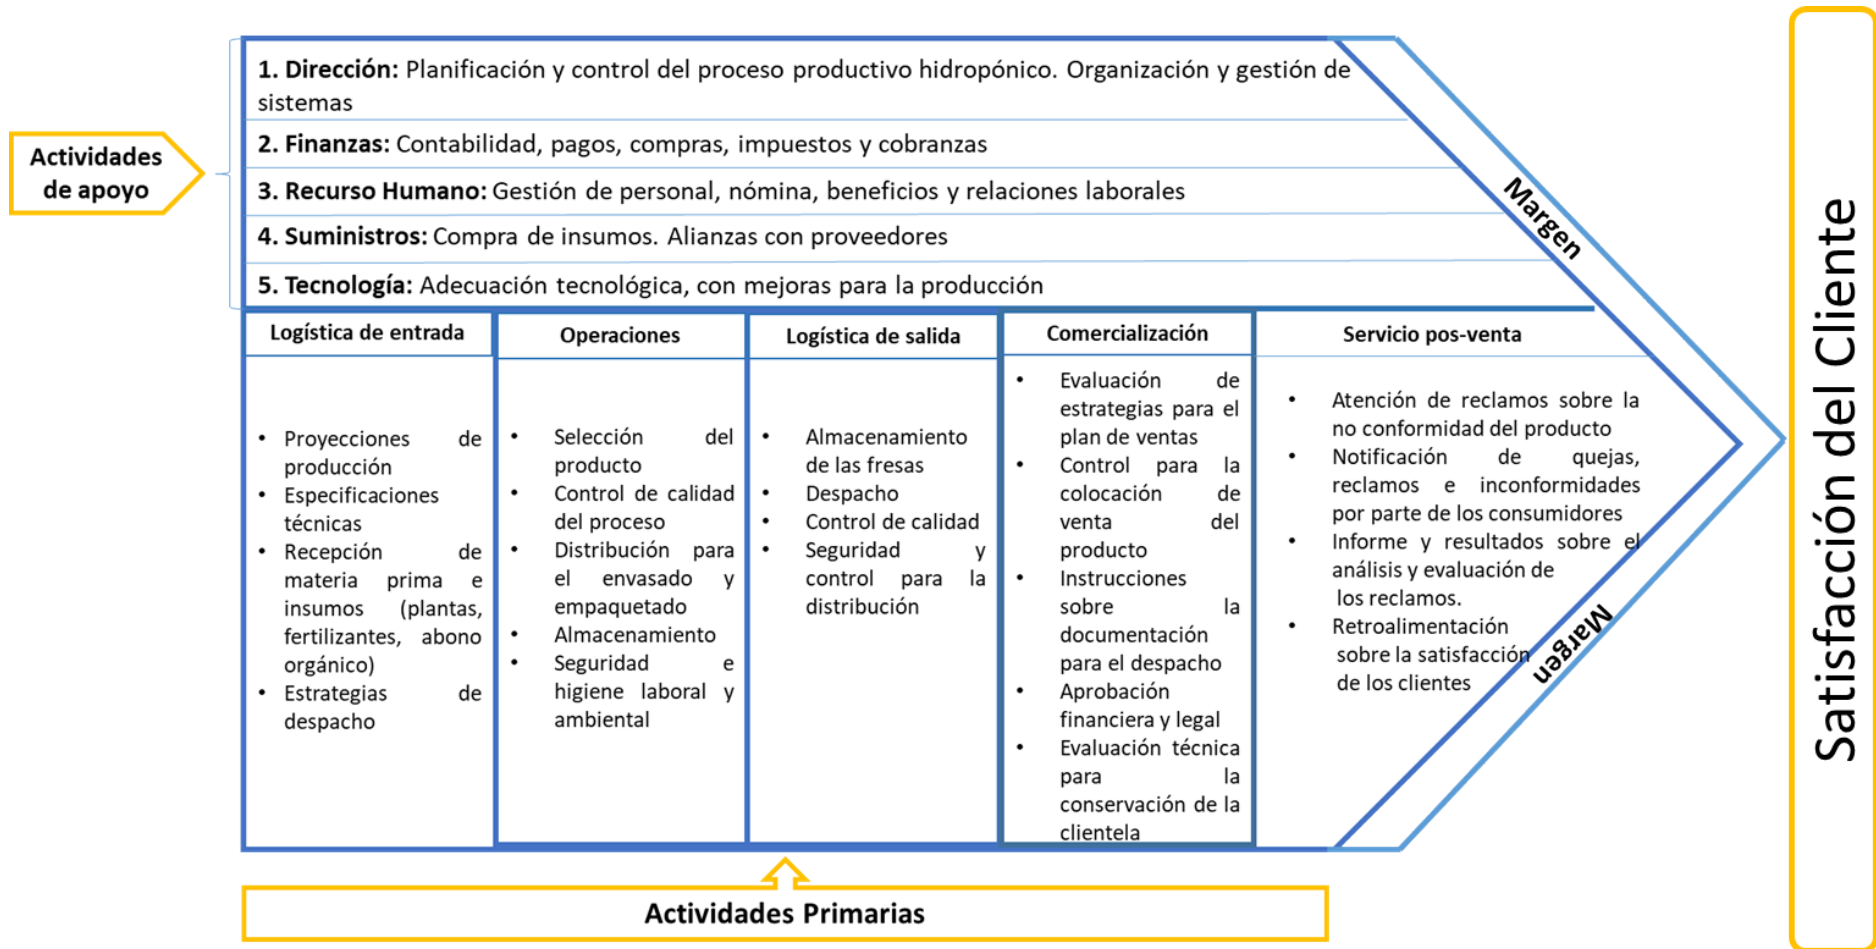 Actividades
de apoyo
1. Dirección: Planificación y control del proceso productivo hidropónico. Organización y gestión de
sistemas
2. Finanzas: Contabilidad, pagos, compras, impuestos y cobranzas
3. Recurso Humano: Gestión de personal, nómina, beneficios y relaciones laborales
4. Suministros: Compra de insumos. Alianzas con proveedores
5. Tecnología: Adecuación tecnológica, con mejoras para la producción
Margen
Logística de entrada
• Proyecciones de
producción
• Especificaciones
técnicas
• Recepción de
materia prima e
insumos (plantas,
fertilizantes, abono
orgánico)
• Estrategias de
despacho
Operaciones
• Selección del
producto
• Control de calidad
del proceso
• Distribución para
el envasado y
empaquetado
• Almacenamiento
• Seguridad e
higiene laboral y
ambiental
Logística de salida
• Almacenamiento
de las fresas
• Despacho
• Control de calidad
• Seguridad y
control para la
distribución
Comercialización
• Evaluación de
estrategias para el
plan de ventas
• Control para la
colocación de
venta del
producto
• Instrucciones
sobre la
documentación
para el despacho
• Aprobación
financiera y legal
• Evaluación técnica
para la
conservación de la
clientela
Servicio pos-venta
• Atención de reclamos sobre la
no conformidad del producto
• Notificación de quejas,
reclamos e inconformidades
por parte de los consumidores
• Informe y resultados sobre el
análisis y evaluación de
los reclamos.
• Retroalimentación
sobre la satisfacción
de los clientes
Margen
Actividades Primarias
Satisfacción del Cliente